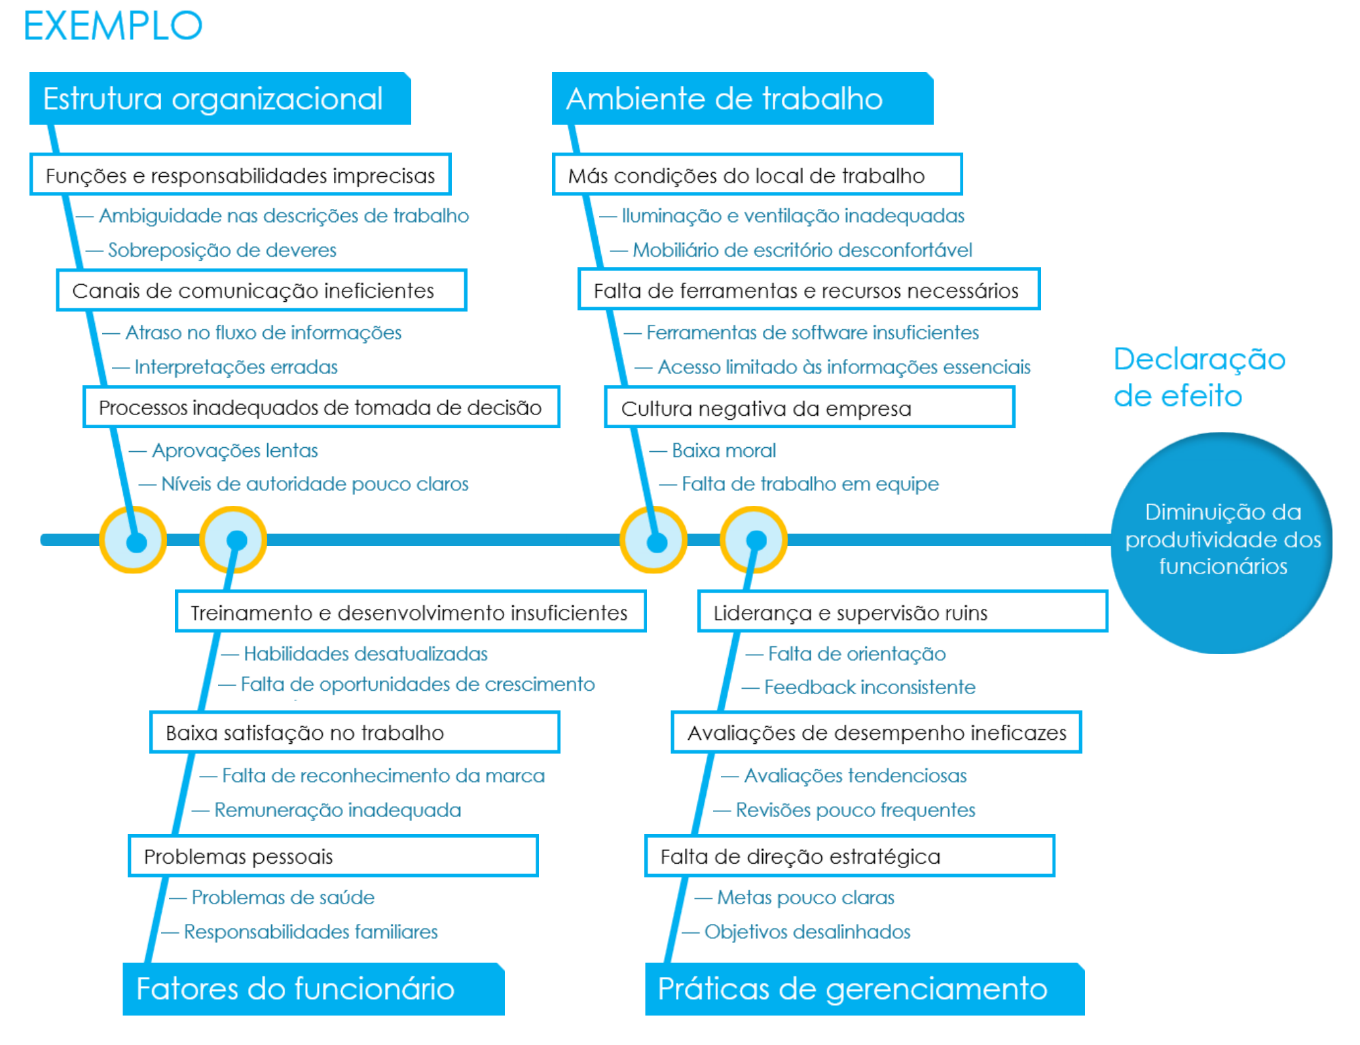 EXEMPLO
Estrutura organizacional
Funções e responsabilidades imprecisas
— Ambiguidade nas descrições de trabalho
— Sobreposição de deveres
Canais de comunicação ineficientes
— Atraso no fluxo de informações
— Interpretações erradas
Processos inadequados de tomada de decisão
— Aprovações lentas
— Níveis de autoridade pouco claros
Ambiente de trabalho
Más condições do local de trabalho
— Iluminação e ventilação inadequadas
— Mobiliário de escritório desconfortável
Falta de ferramentas e recursos necessários
— Ferramentas de software insuficientes
— Acesso limitado às informações essenciais
Cultura negativa da empresa
— Baixa moral
— Falta de trabalho em equipe
Declaração
de efeito
Diminuição da
produtividade dos
funcionários
Treinamento e desenvolvimento insuficientes
— Habilidades desatualizadas
— Falta de oportunidades de crescimento
Baixa satisfação no trabalho
— Falta de reconhecimento da marca
— Remuneração inadequada
Problemas pessoais
— Problemas de saúde
— Responsabilidades familiares
Fatores do funcionário
Liderança e supervisão ruins
— Falta de orientação
— Feedback inconsistente
Avaliações de desempenho ineficazes
— Avaliações tendenciosas
— Revisões pouco frequentes
Falta de direção estratégica
— Metas pouco claras
— Objetivos desalinhados
Práticas de gerenciamento